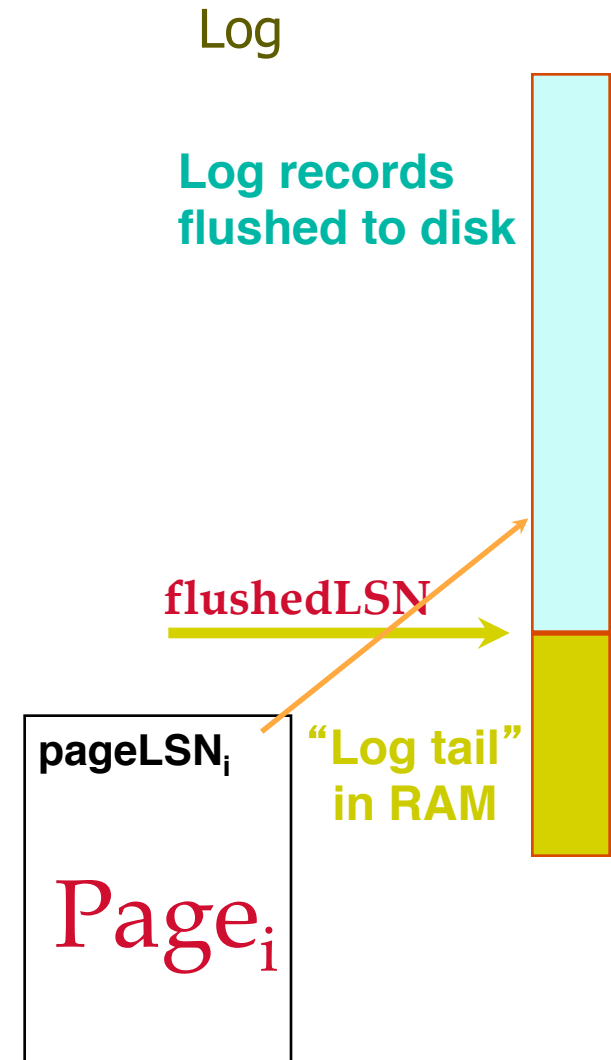 Log
Log records
flushed to disk
flushedLSN
pageLSNi
“Log tail”
in RAM
Pagei